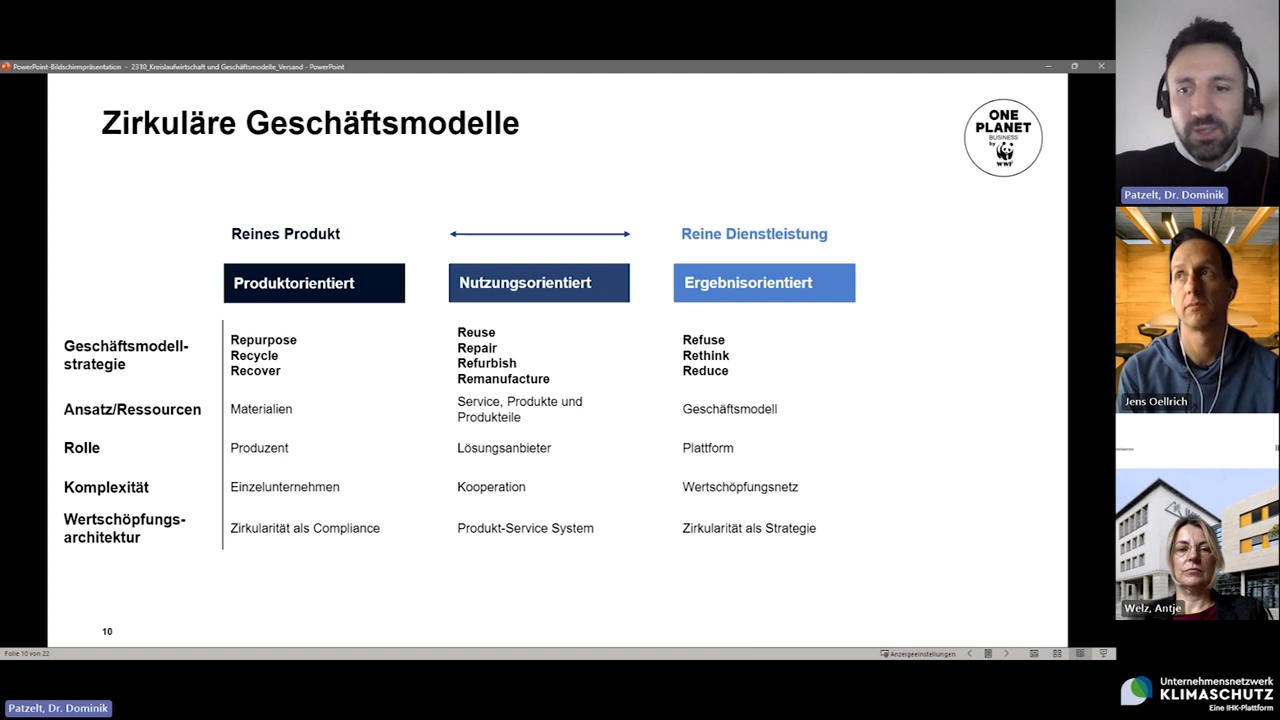 PowerPoint-Bildschirmpräsentation - 2310_Kreislaufwirtschaft und Geschäftsmodelle_Versand - PowerPoint
Zirkuläre Geschäftsmodelle
ONE
PLANET
BUSINESS
by
WWF
Reines Produkt
Reine Dienstleistung
Produktorientiert
Nutzungsorientiert
Ergebnisorientiert
Geschäftsmodell-
strategie
Repurpose
Recycle
Recover
Reuse
Repair
Refurbish
Remanufacture
Refuse
Rethink
Reduce
Ansatz/Ressourcen
Materialien
Service, Produkte und
Produkteile
Geschäftsmodell
Rolle
Produzent
Lösungsanbieter
Plattform
Komplexität
Einzelunternehmen
Kooperation
Wertschöpfungsnetz
Wertschöpfungs-
architektur
Zirkularität als Compliance
Produkt-Service System
Zirkularität als Strategie
10
Folie 10 von 22
Anzeigeeinstellungen
Patzelt, Dr. Dominik
Jens Oellrich
Welz, Antje
Patzelt, Dr. Dominik
Unternehmensnetzwerk
KLIMASCHUTZ
Eine IHK-Plattform